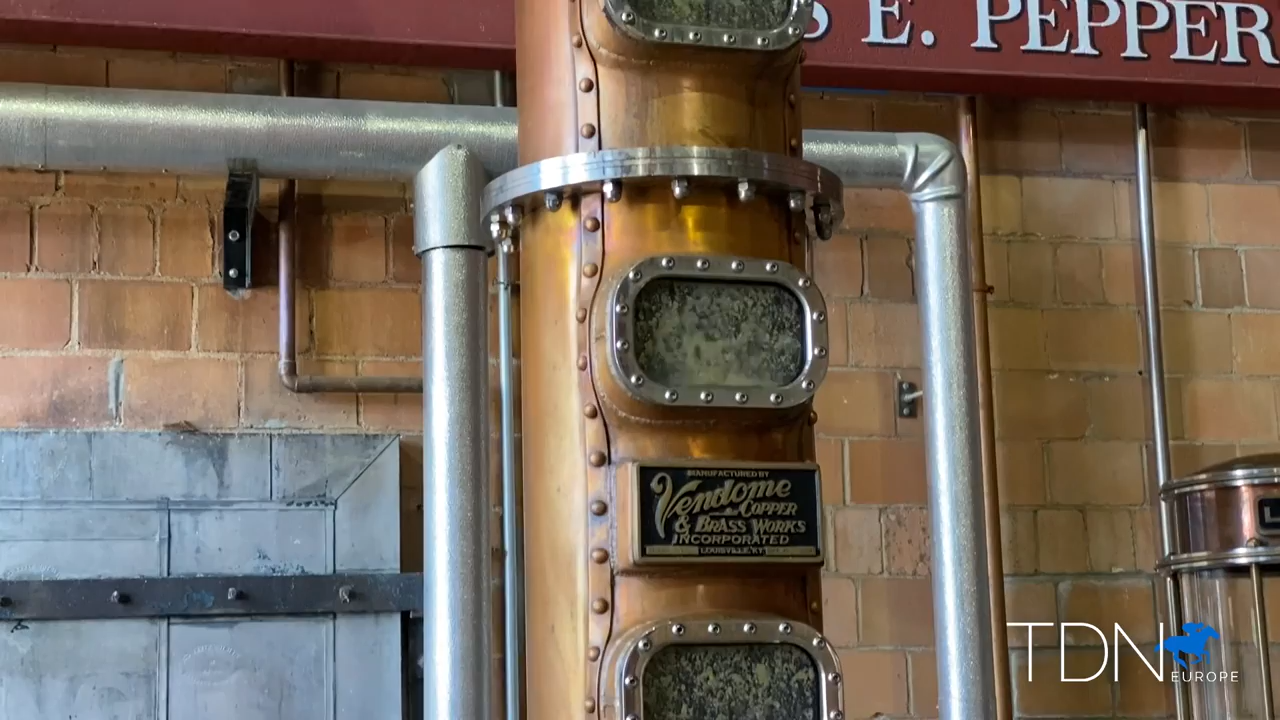 E. PEPPER
MANUFACTURED BY
Vendome
COPPER
& BRASS WORKS
INCORPORATED
LOUISVILLE, KY.
TDN
EUROPE